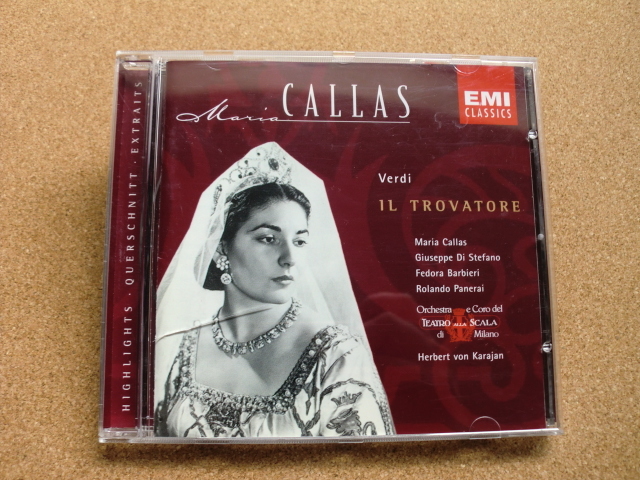 HIGHLIGHTS · QUERSCHNITT · EXTRAITS
Maria CALLAS
EMI
CLASSICS
Verdi
IL TROVATORE
Maria Callas
Giuseppe Di Stefano
Fedora Barbieri
Rolando Panerai
Orchestra e Coro del
TEATRO ALLA SCALA
di Milano
Herbert von Karajan